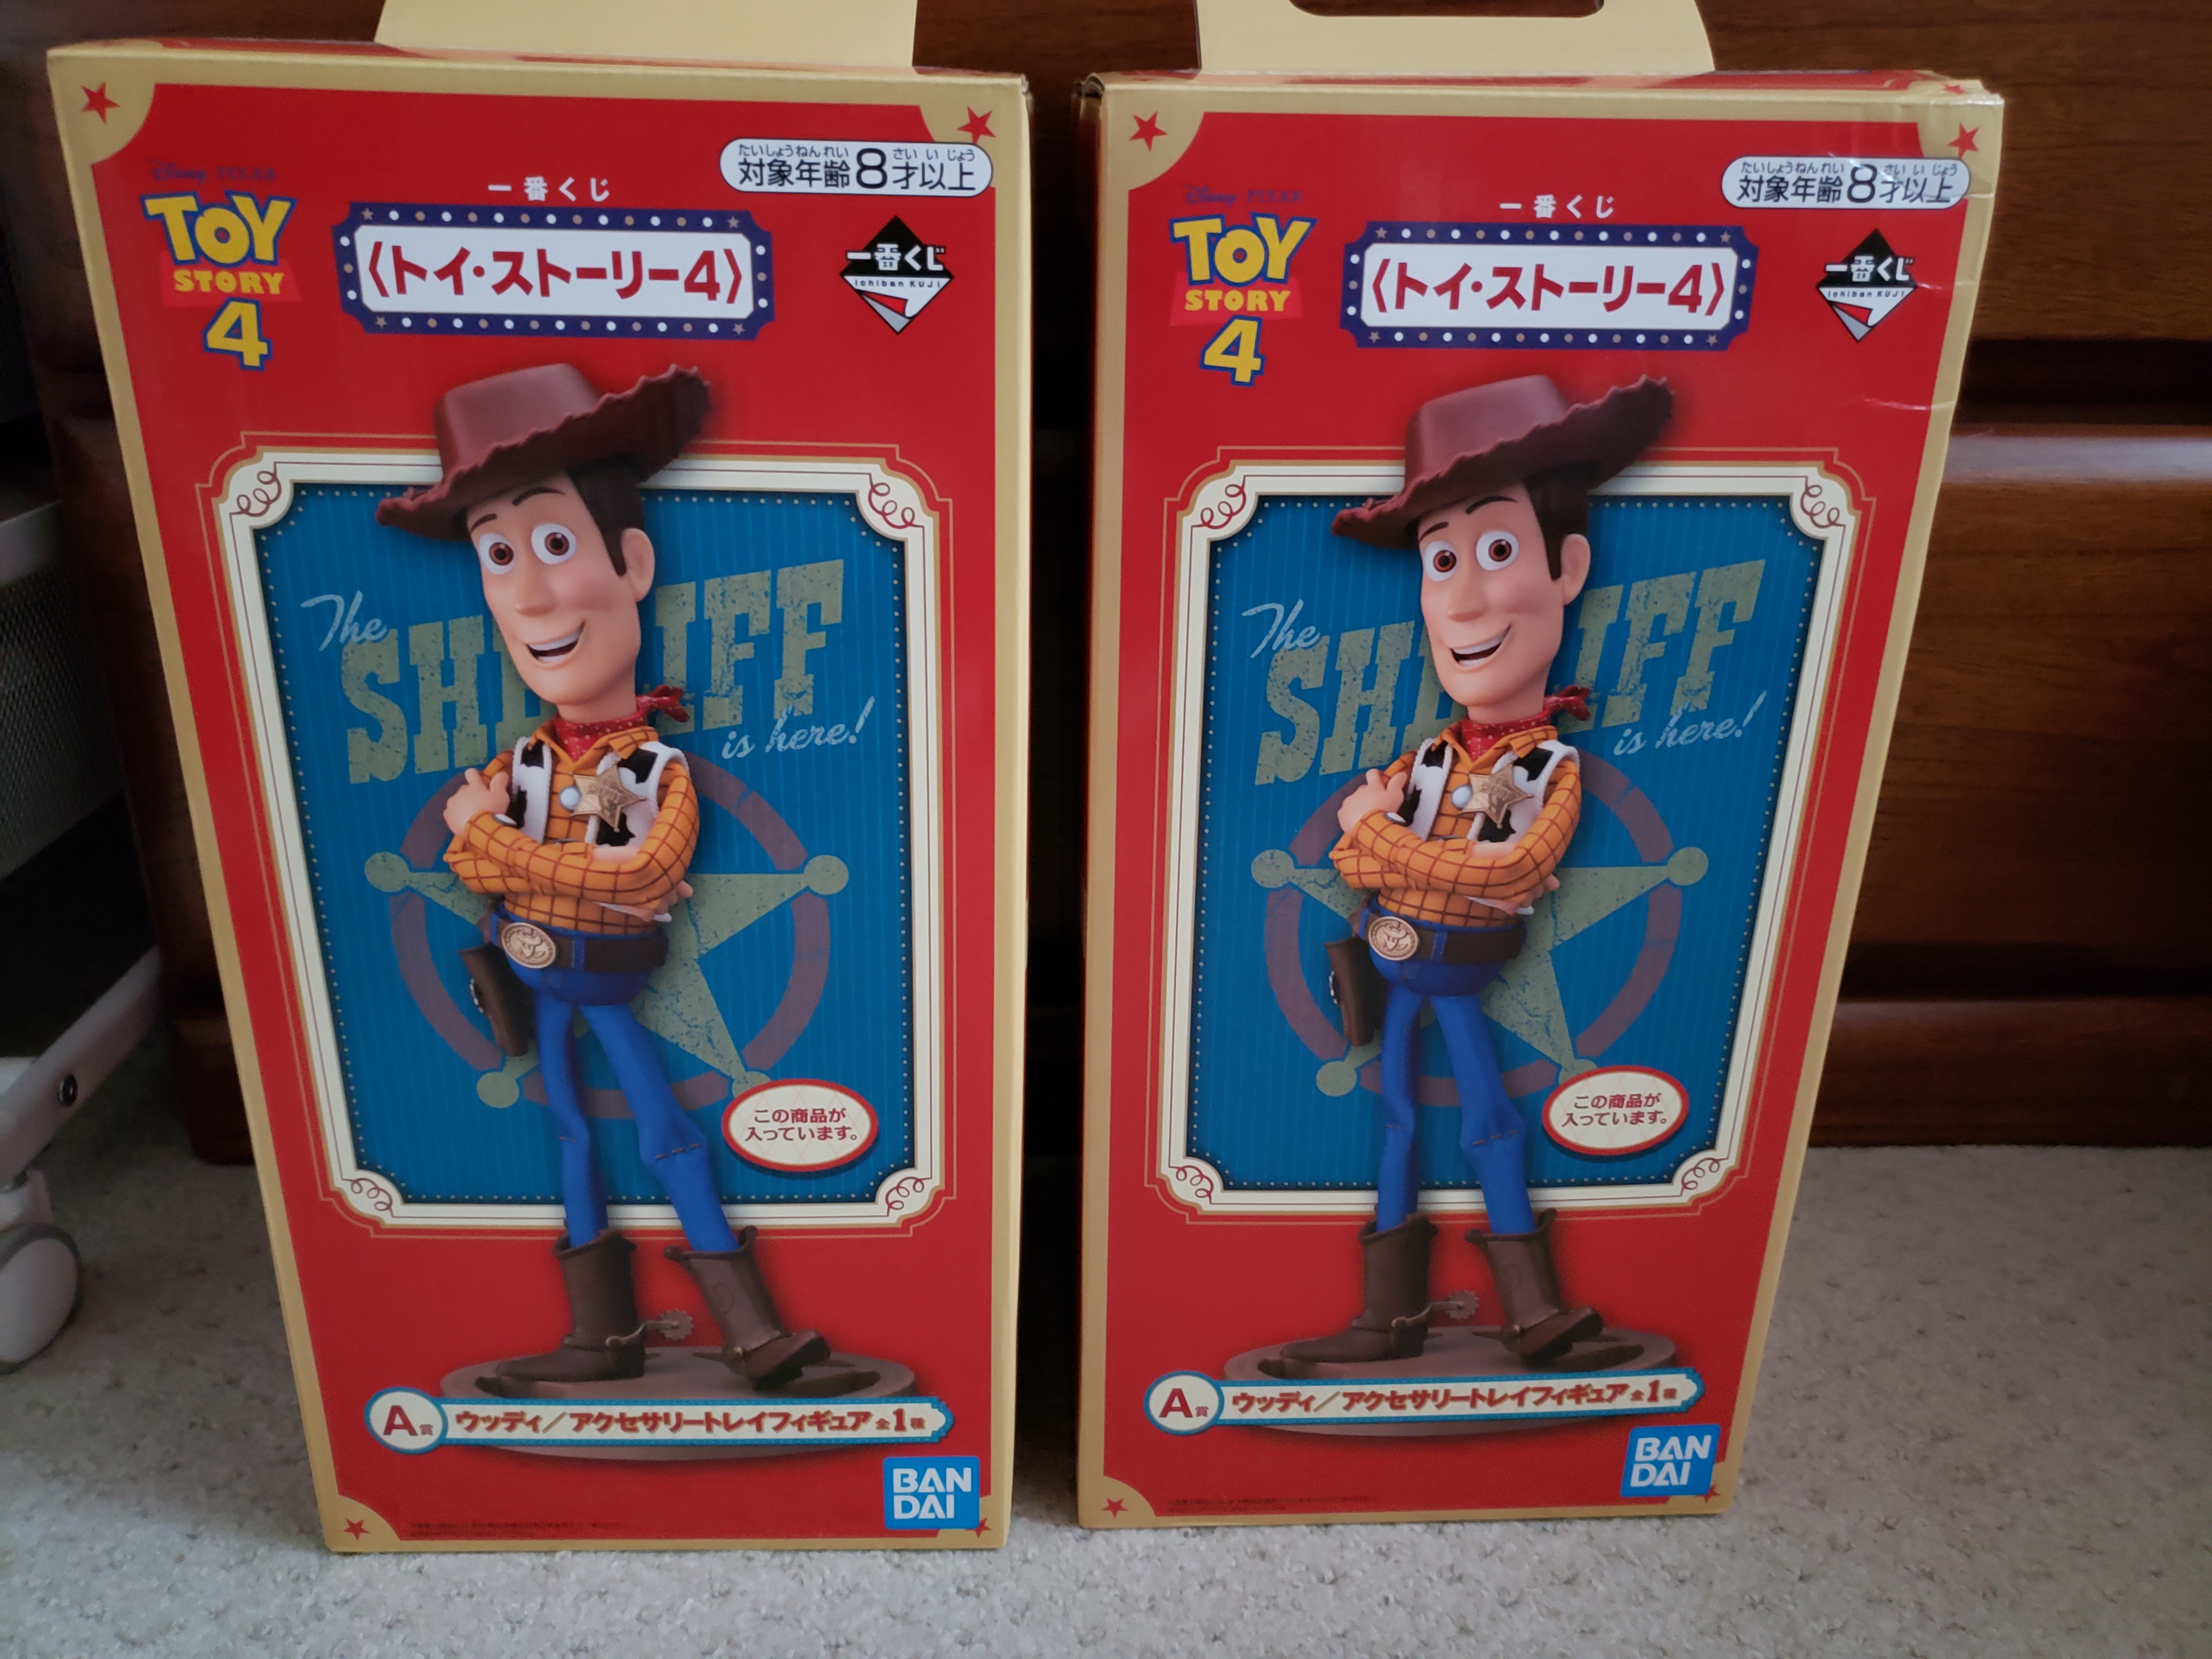 Disney PIXAR
TOY
STORY
4
一番くじ
〈トイ・ストーリー4〉
たいしょうねんれい さい い じょう
対象年齢8才以上
一番くじ
Ichiban KUJI
The
SHERIFF
is here!
この商品が
入っています。
A賞 ウッディ／アクセサリートレイフィギュア 全1種
BAN
DAI
Disney PIXAR
TOY
STORY
4
一番くじ
〈トイ・ストーリー4〉
たいしょうねんれい さい い じょう
対象年齢8才以上
一番くじ
Ichiban KUJI
The
SHERIFF
is here!
この商品が
入っています。
A賞 ウッディ／アクセサリートレイフィギュア 全1種
BAN
DAI